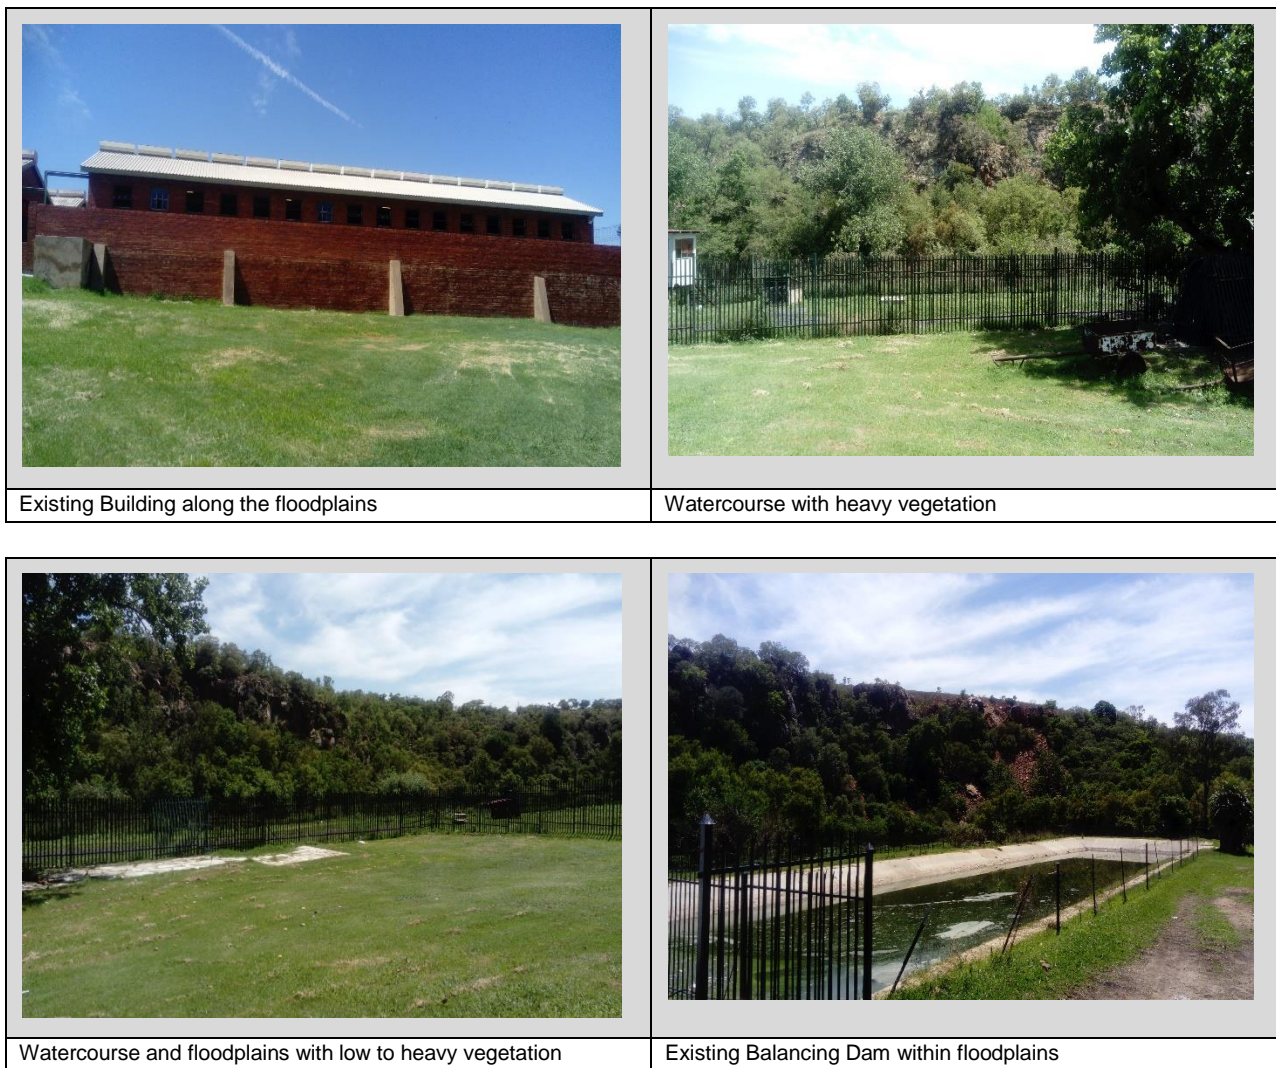 Existing Building along the floodplains
Watercourse with heavy vegetation
Watercourse and floodplains with low to heavy vegetation
Existing Balancing Dam within floodplains